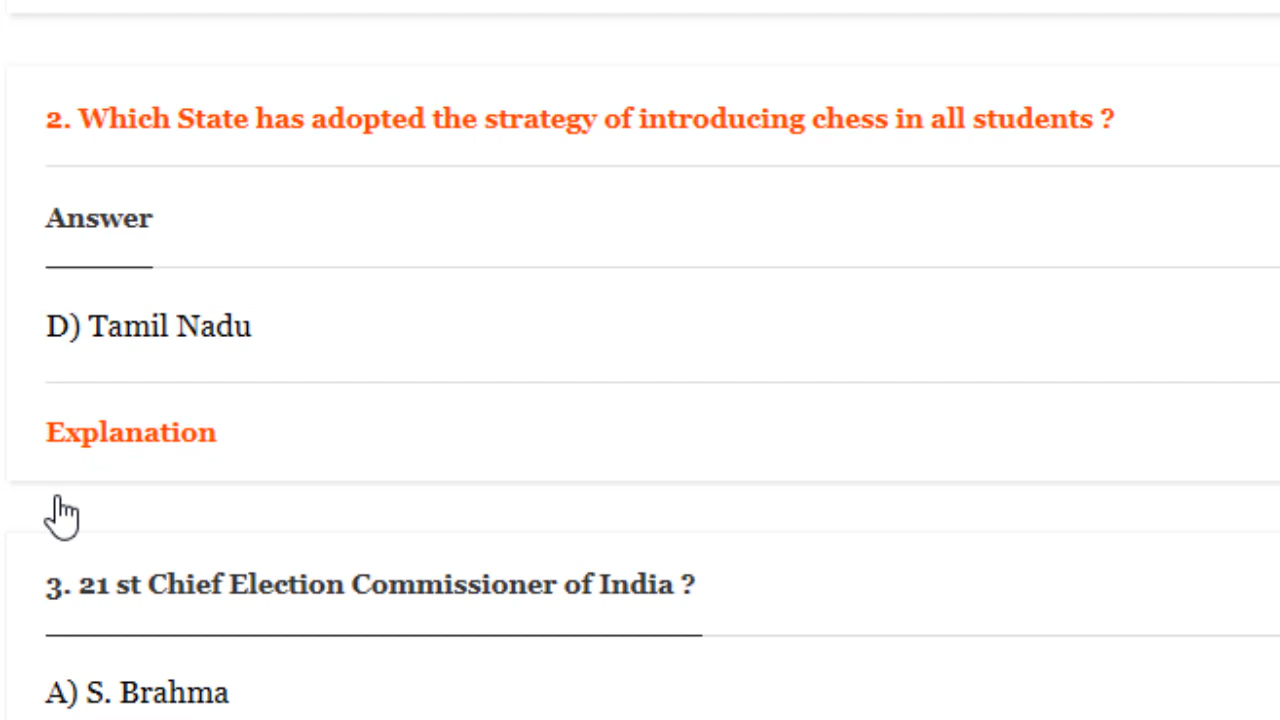 2. Which State has adopted the strategy of introducing chess in all students ?
Answer
D) Tamil Nadu
Explanation
3. 21 st Chief Election Commissioner of India ?
A) S. Brahma